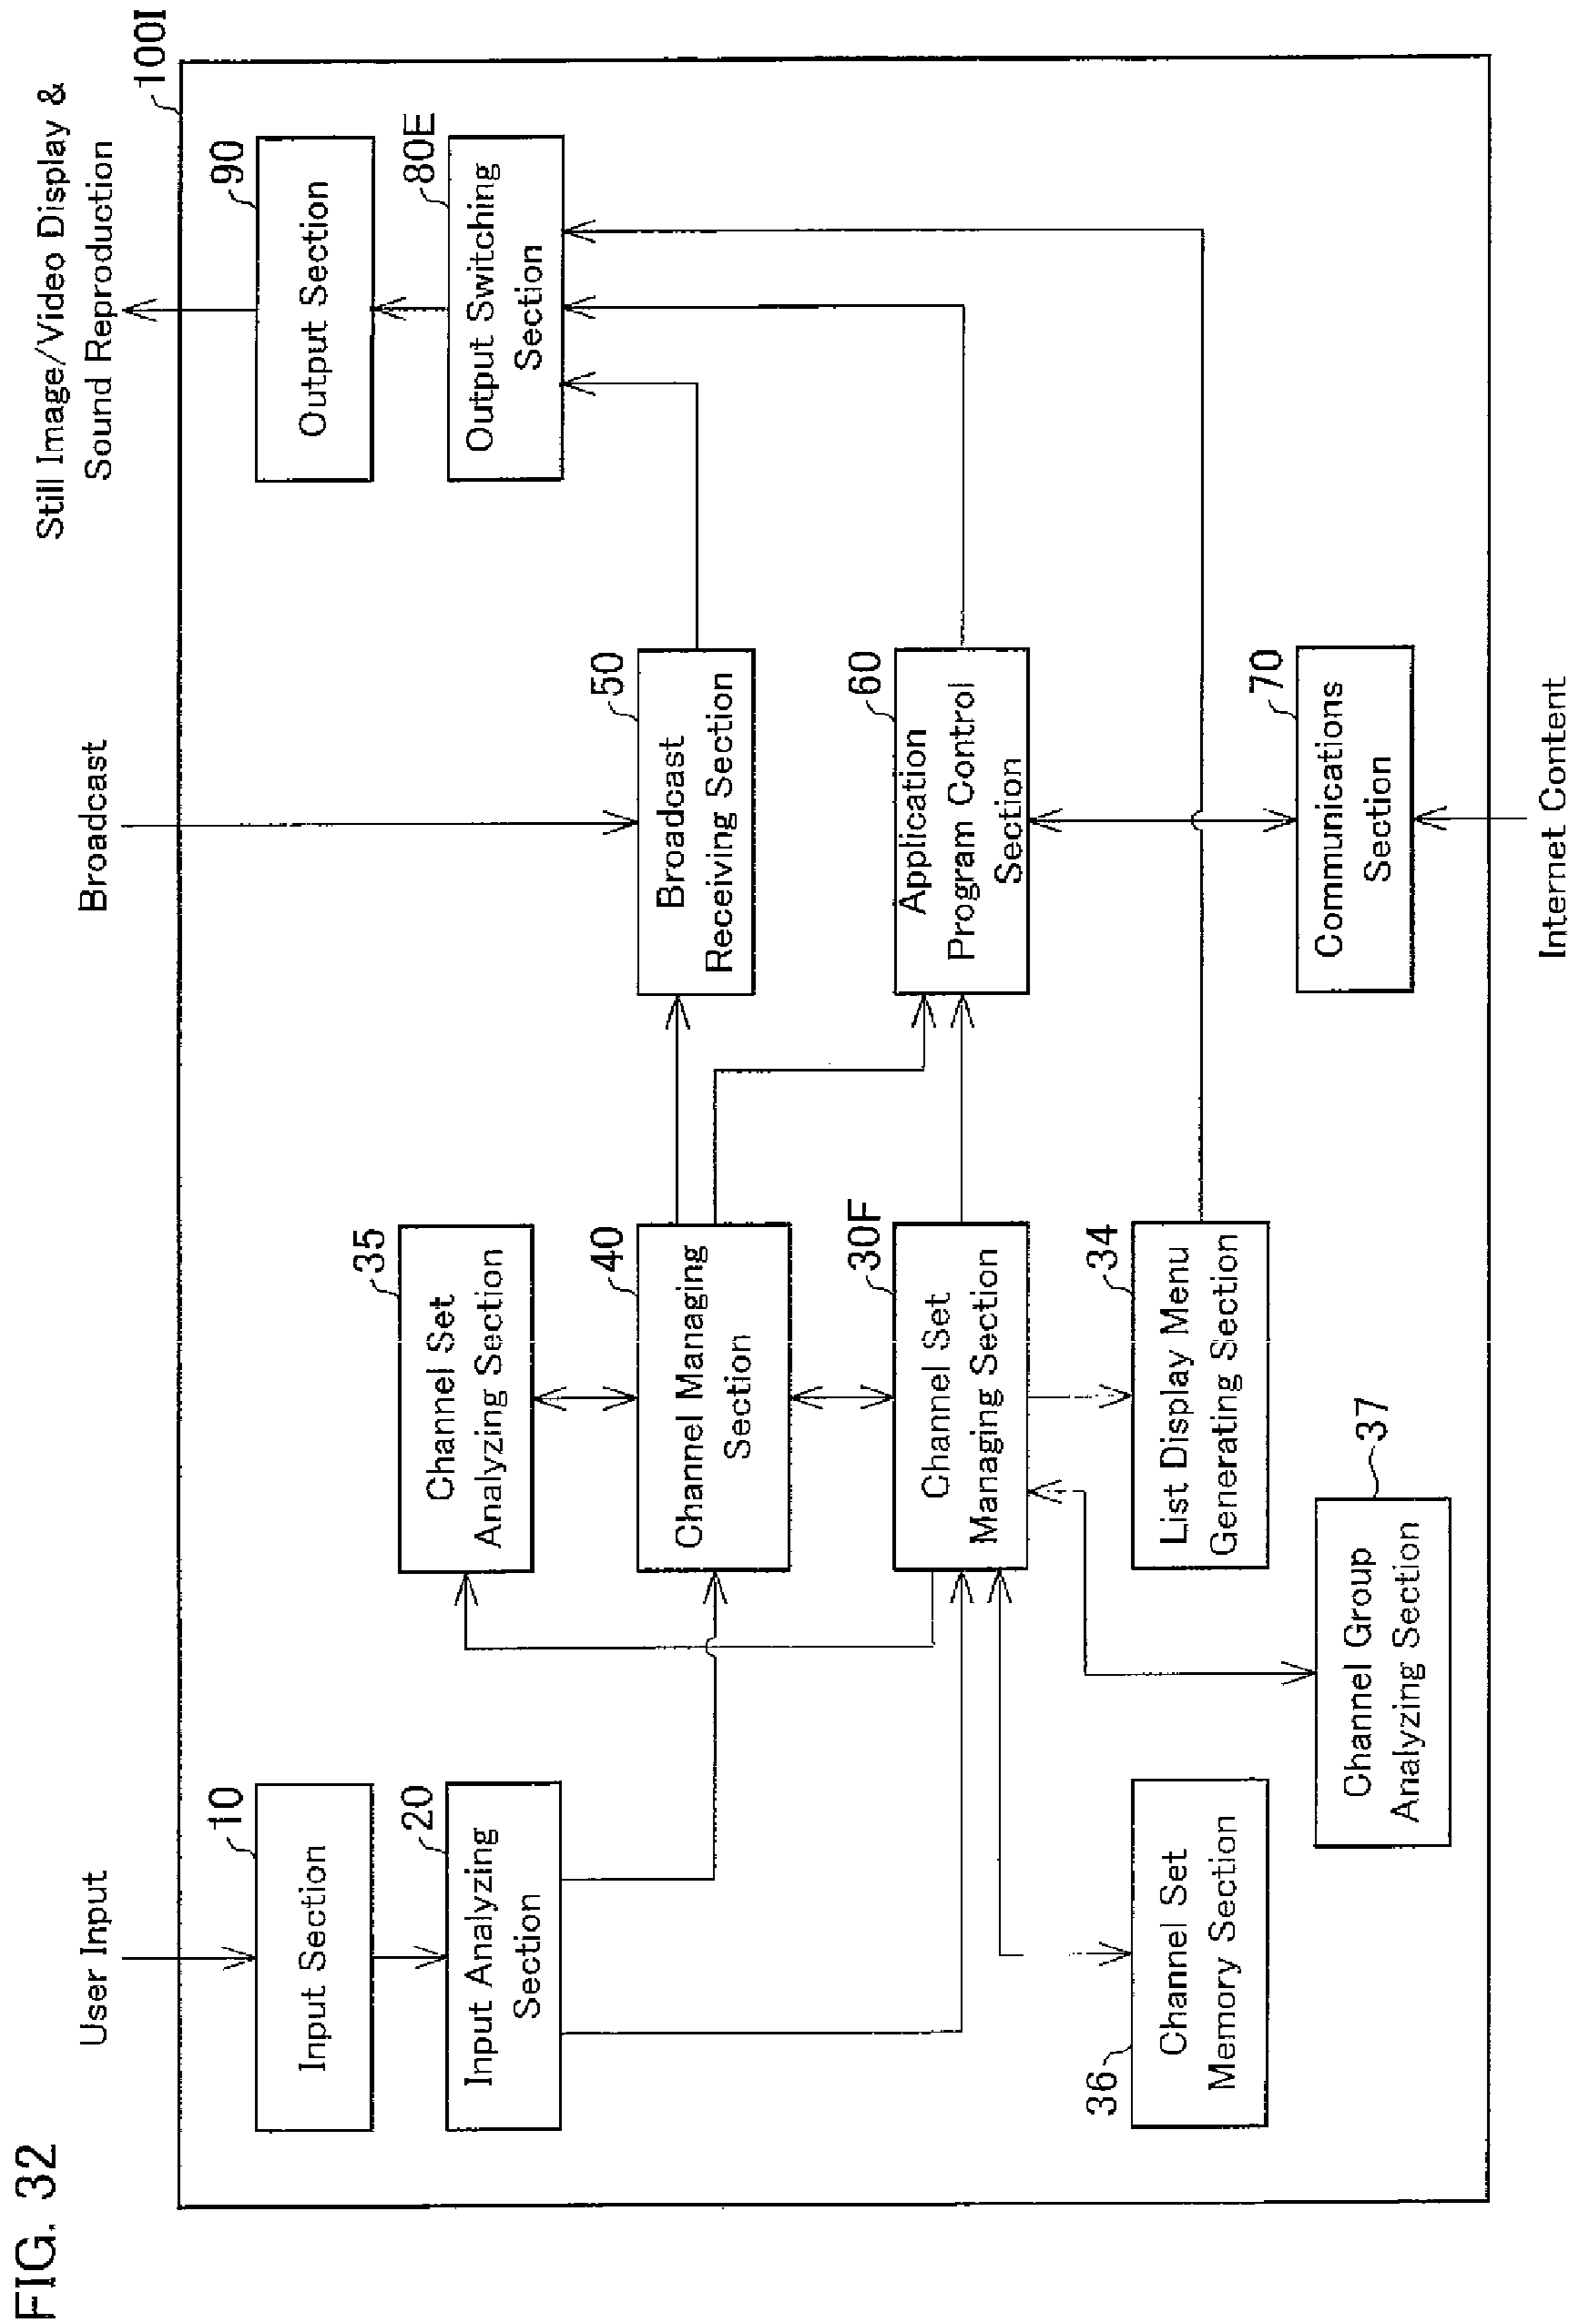 FIG. 32
100I
User Input
Broadcast
Still Image/Video Display &
Sound Reproduction
10
Input Section
20
Input Analyzing
Section
35
Channel Set
Analyzing Section
40
Channel Managing
Section
30F
Channel Set
Managing Section
34
List Display Menu
Generating Section
36
Channel Set
Memory Section
37
Channel Group
Analyzing Section
50
Broadcast
Receiving Section
60
Application
Program Control
Section
70
Communications
Section
90
Output Section
80E
Output Switching
Section
Internet Content